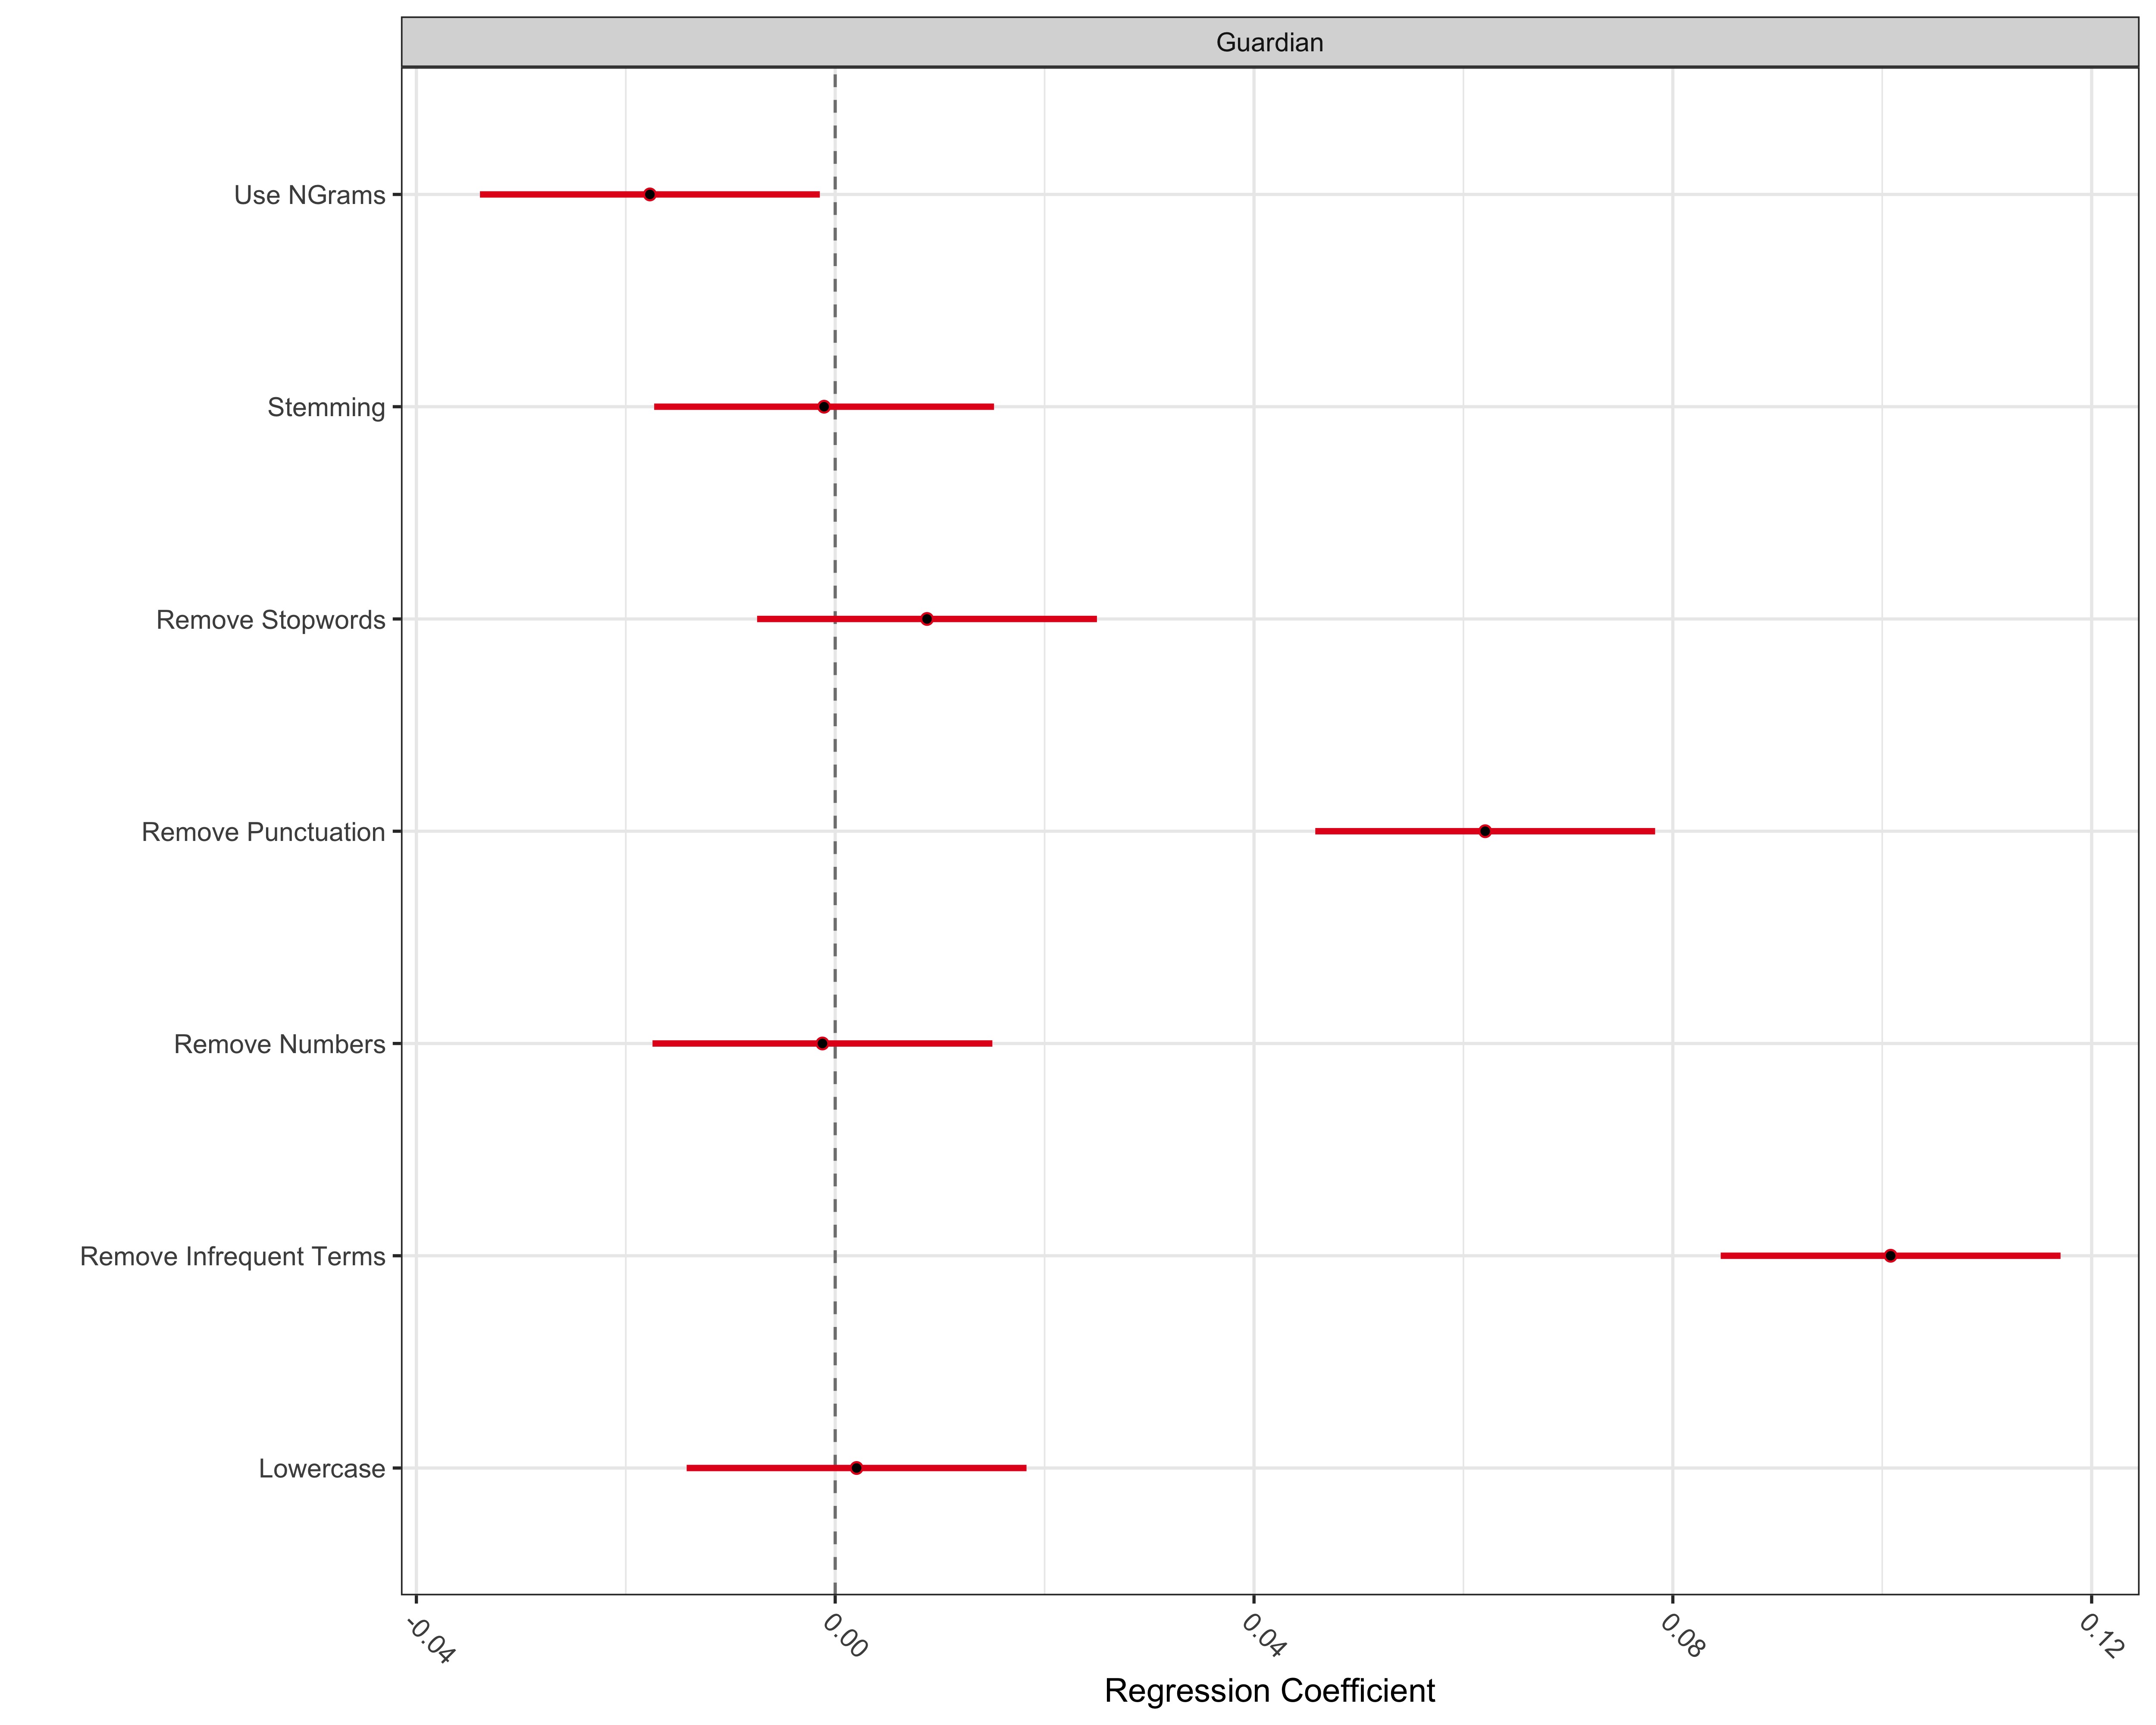 Guardian
Use NGrams
Stemming
Remove Stopwords
Remove Punctuation
Remove Numbers
Remove Infrequent Terms
Lowercase
-0.04
0.00
0.04
0.08
0.12
Regression Coefficient